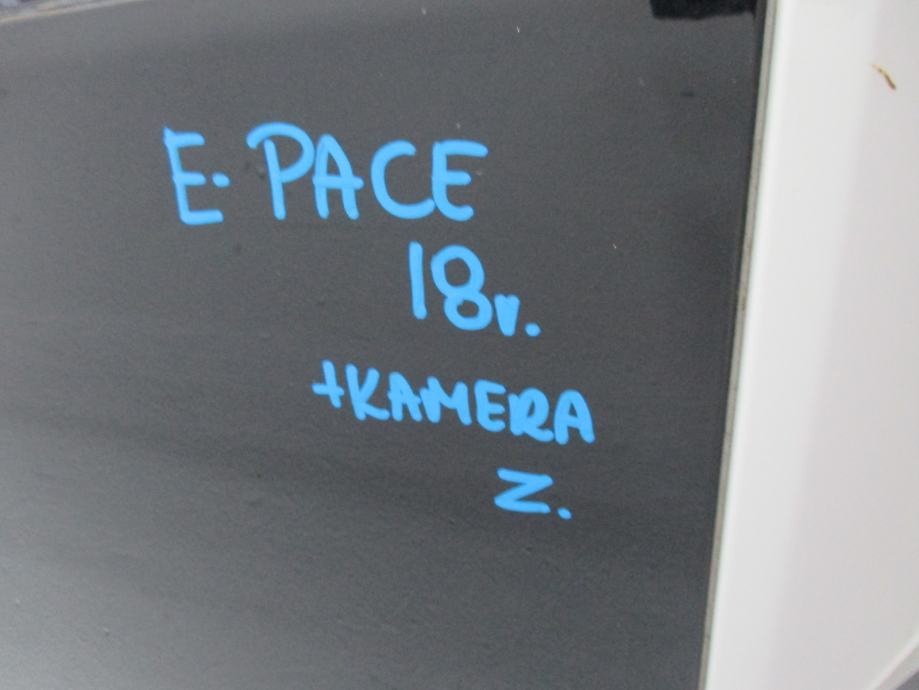 E-PACE
18r.
+KAMERA
Z.